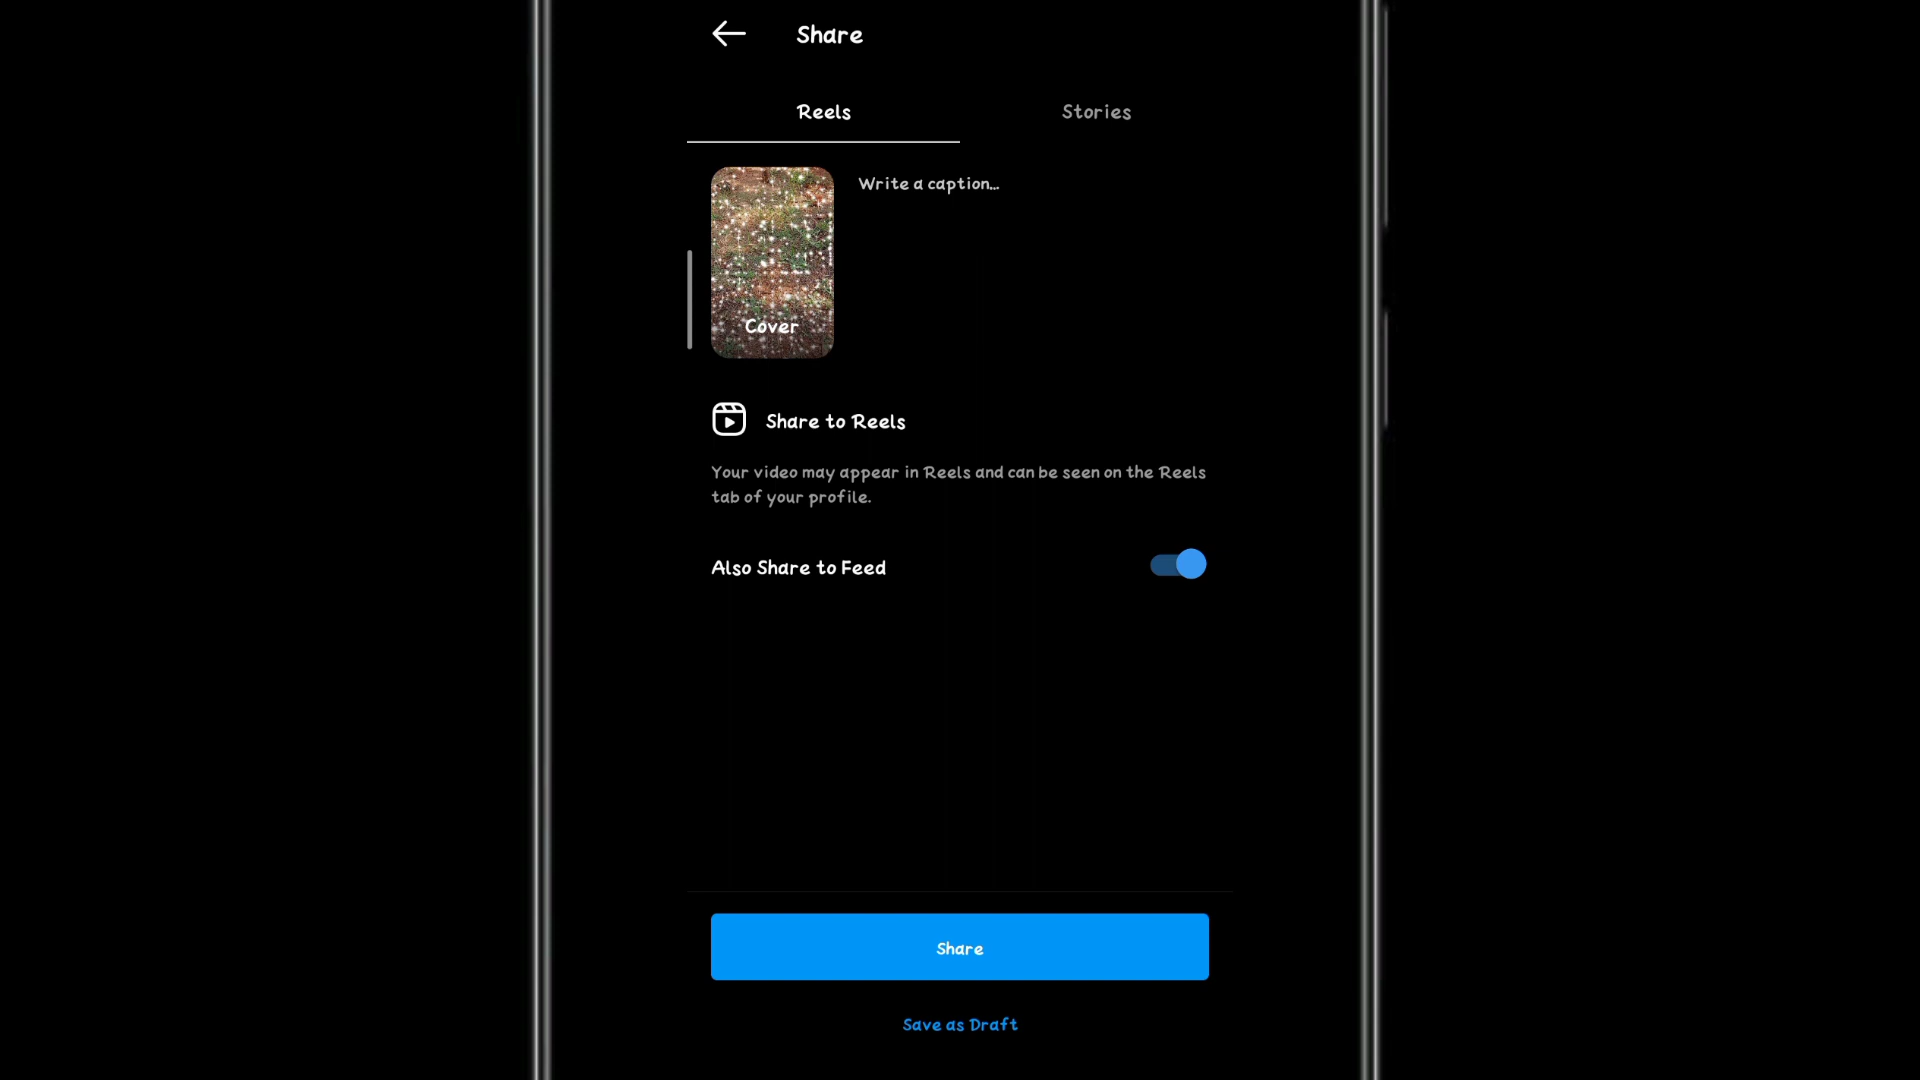 Share
Reels
Stories
Write a caption...
Cover
Share to Reels
Your video may appear in Reels and can be seen on the Reels
tab of your profile.
Also Share to Feed
Share
Save as Draft